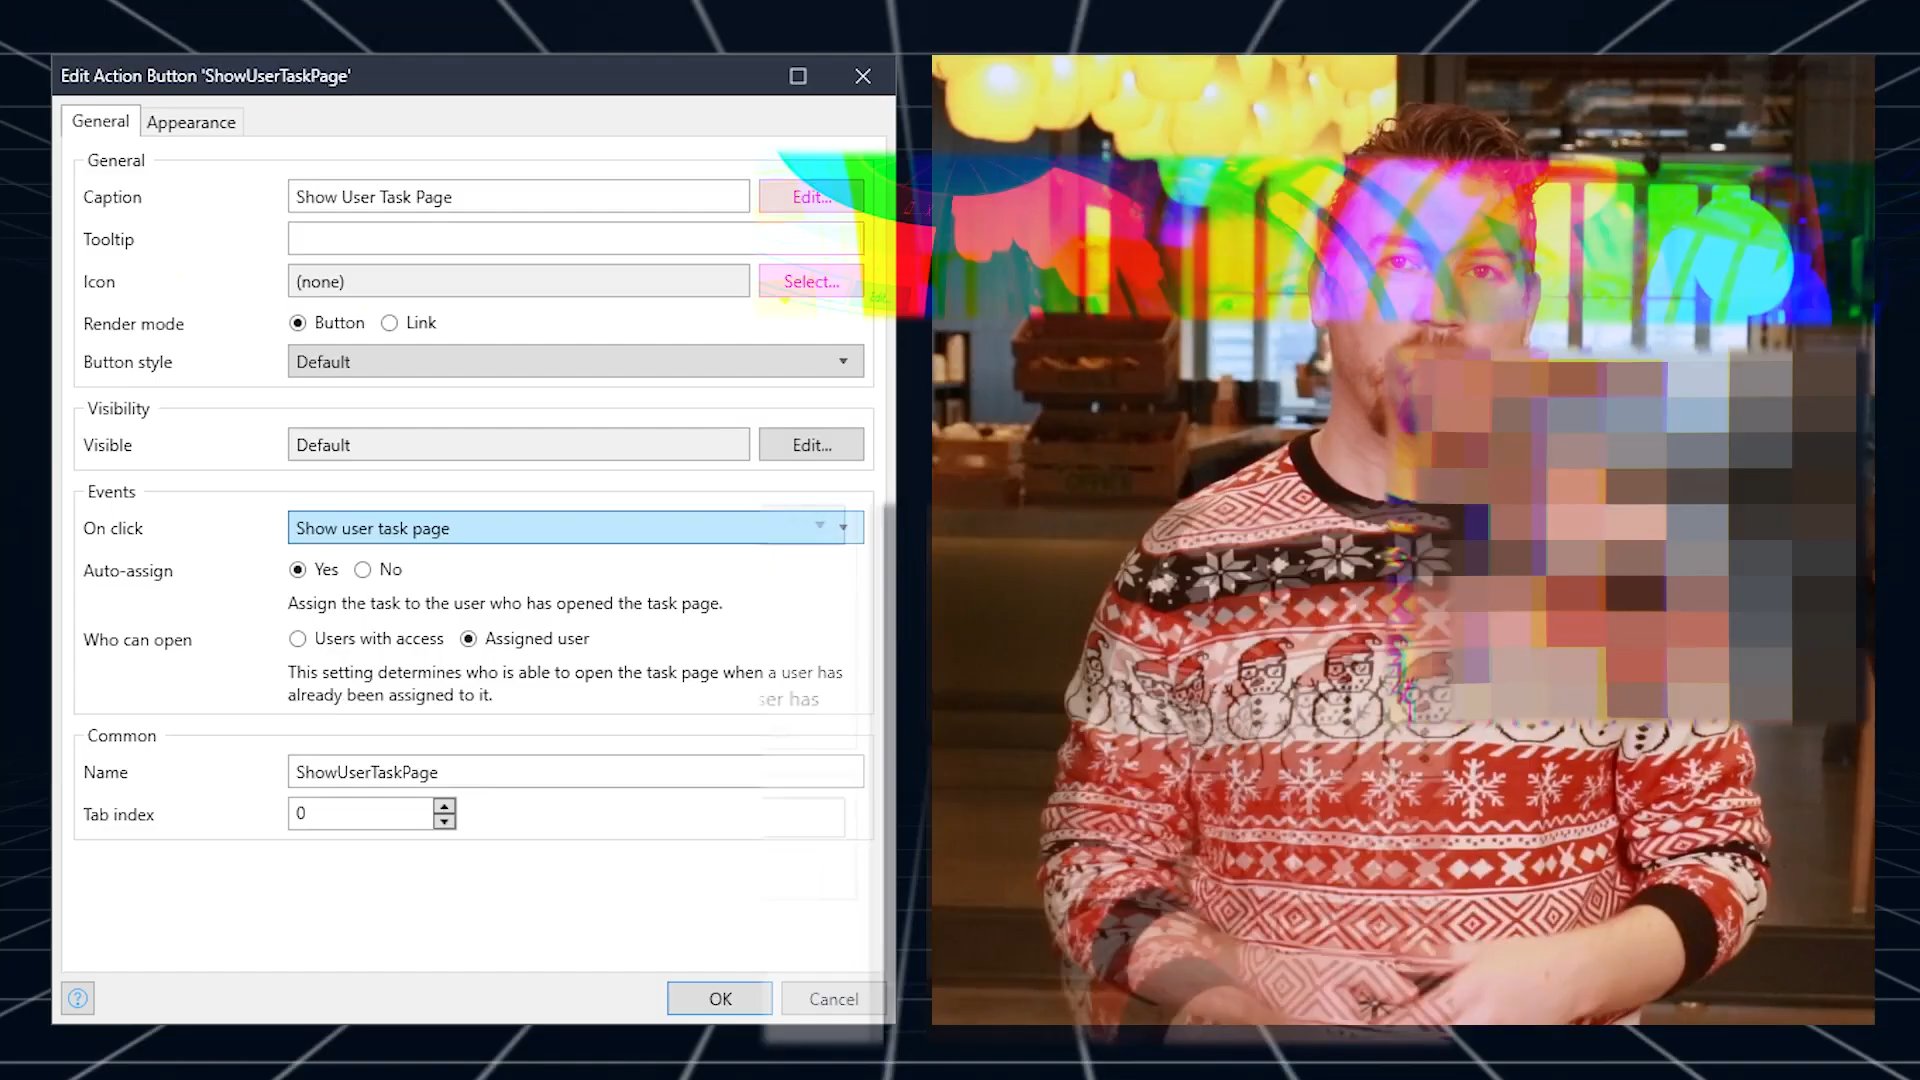 Edit Action Button 'ShowUserTaskPage'
General Appearance
General
Caption Show User Task Page Edit...
Tooltip
Icon (none) Select...
Render mode Button Link
Button style Default
Visibility
Visible Default Edit...
Events
On click Show user task page
Auto-assign Yes No
Assign the task to the user who has opened the task page.
Who can open Users with access Assigned user
This setting determines who is able to open the task page when a user has
already been assigned to it.
ser has
Common
Name ShowUserTaskPage
Tab index 0
? OK Cancel